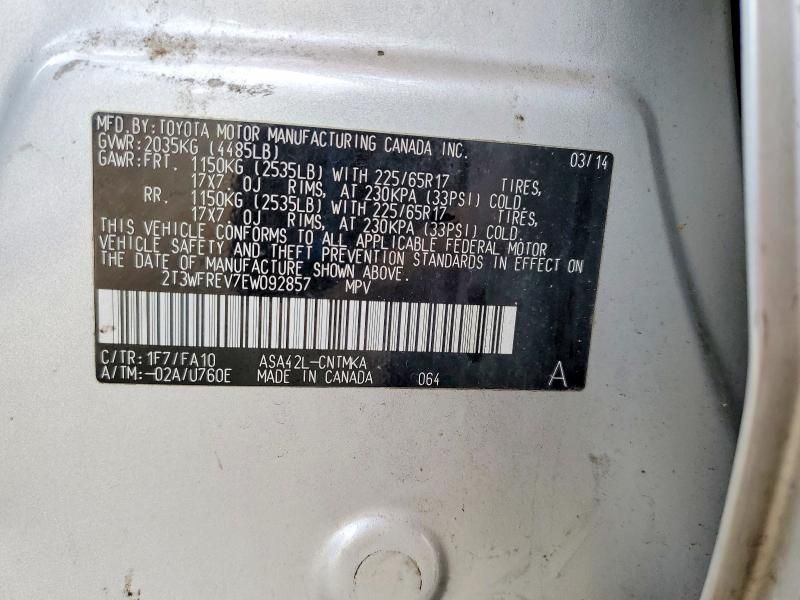 MFD. BY: TOYOTA MOTOR MANUFACTURING CANADA INC.
GVWR: 2035KG (4485LB) 03/14
GAWR: FRT. 1150KG (2535LB) WITH 225/65R17 TIRES,
17X7.0J RIMS, AT 230KPA (33PSI) COLD.
RR. 1150KG (2535LB) WITH 225/65R17 TIRES,
17X7.0J RIMS, AT 230KPA (33PSI) COLD.
THIS VEHICLE CONFORMS TO ALL APPLICABLE FEDERAL MOTOR
VEHICLE SAFETY AND THEFT PREVENTION STANDARDS IN EFFECT ON
THE DATE OF MANUFACTURE SHOWN ABOVE.
2T3WFREV7EW092857 MPV
C/TR: 1F7/FA10 ASA42L-CNTMKA
A/TM: -02A/U760E MADE IN CANADA 064 A